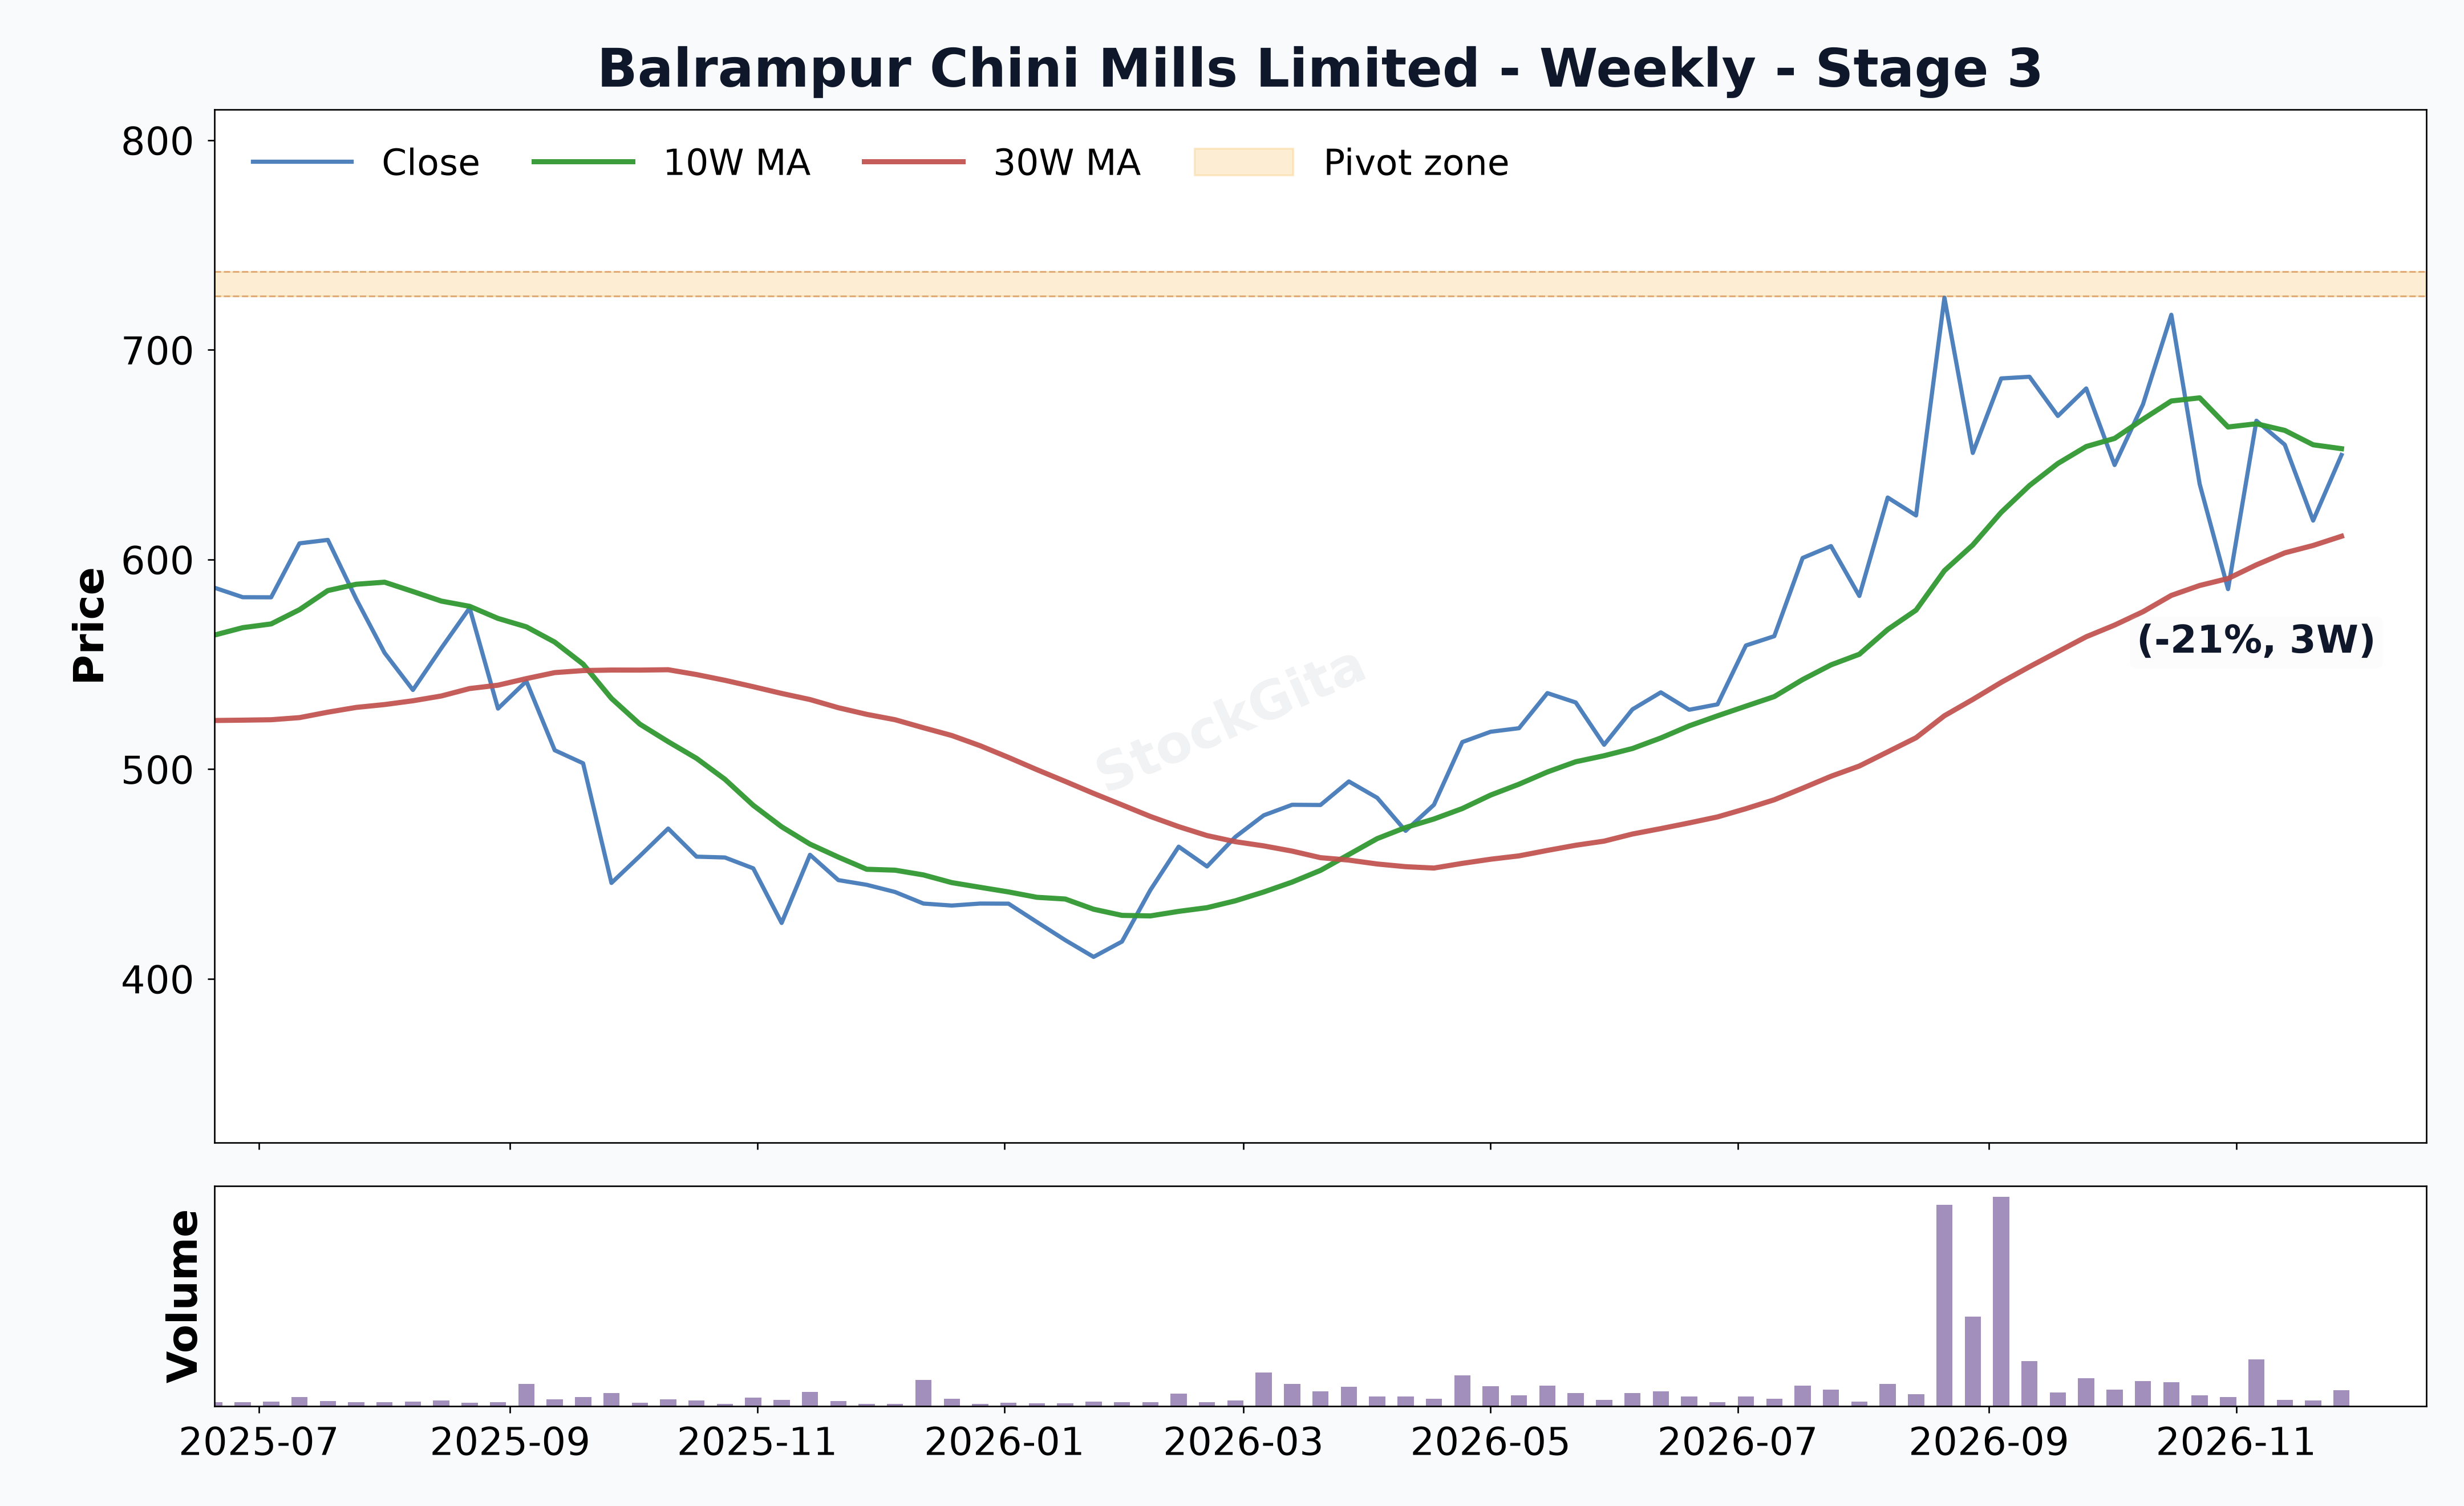 Balrampur Chini Mills Limited - Weekly - Stage 3
Close
10W MA
30W MA
Pivot zone
800
700
600
500
400
Price
(-21%, 3W)
StockGita
Volume
2025-07
2025-09
2025-11
2026-01
2026-03
2026-05
2026-07
2026-09
2026-11